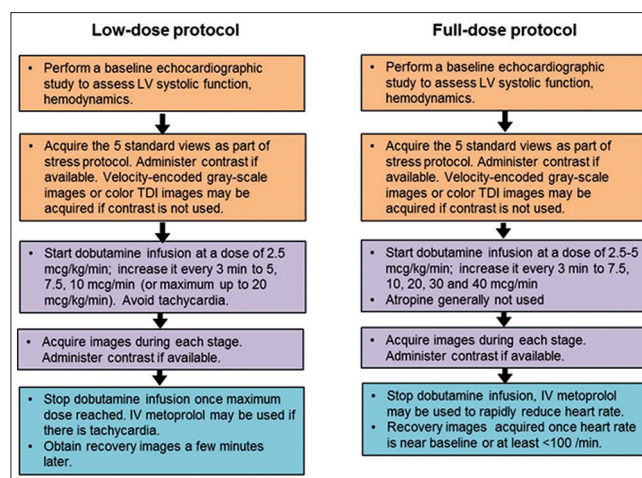 Low-dose protocol
• Perform a baseline echocardiographic
study to assess LV systolic function,
hemodynamics.
• Acquire the 5 standard views as part of
stress protocol. Administer contrast if
available. Velocity-encoded gray-scale
images or color TDI images may be
acquired if contrast is not used.
• Start dobutamine infusion at a dose of 2.5
mcg/kg/min; increase it every 3 min to 5,
7.5, 10 mcg/min (or maximum up to 20
mcg/kg/min). Avoid tachycardia.
• Acquire images during each stage.
Administer contrast if available.
• Stop dobutamine infusion once maximum
dose reached. IV metoprolol may be used if
there is tachycardia.
• Obtain recovery images a few minutes
later.
Full-dose protocol
• Perform a baseline echocardiographic
study to assess LV systolic function,
hemodynamics.
• Acquire the 5 standard views as part of
stress protocol. Administer contrast if
available. Velocity-encoded gray-scale
images or color TDI images may be
acquired if contrast is not used.
• Start dobutamine infusion at a dose of 2.5-5
mcg/kg/min; increase it every 3 min to 7.5,
10, 20, 30 and 40 mcg/min
• Atropine generally not used
• Acquire images during each stage.
Administer contrast if available.
• Stop dobutamine infusion, IV metoprolol
may be used to rapidly reduce heart rate.
• Recovery images acquired once heart rate
is near baseline or at least <100 /min.